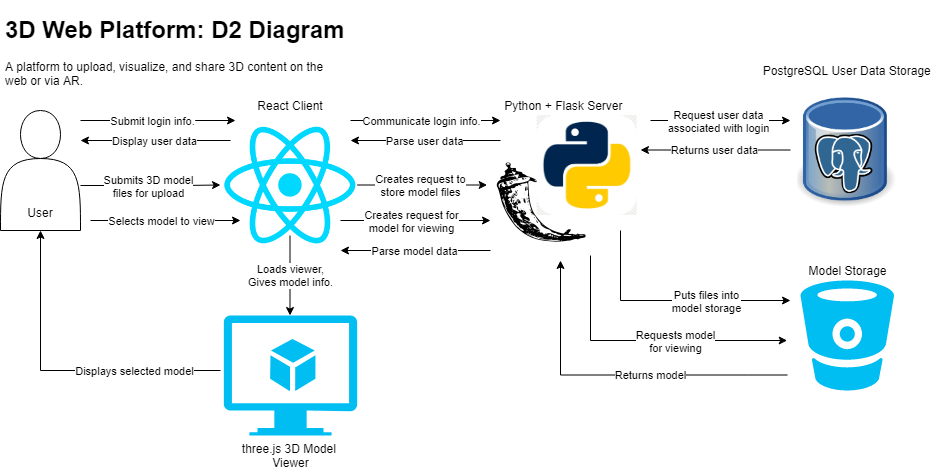 3D Web Platform: D2 Diagram
A platform to upload, visualize, and share 3D content on the
web or via AR.
PostgreSQL User Data Storage
React Client
Python + Flask Server
Submit login info.
Communicate login info.
Request user data
associated with login
Display user data
Parse user data
Returns user data
Submits 3D model
files for upload
Creates request to
store model files
User
Selects model to view
Creates request for
model for viewing
Parse model data
Loads viewer,
Gives model info.
Model Storage
Puts files into
model storage
Requests model
for viewing
Displays selected model
Returns model
three.js 3D Model
Viewer